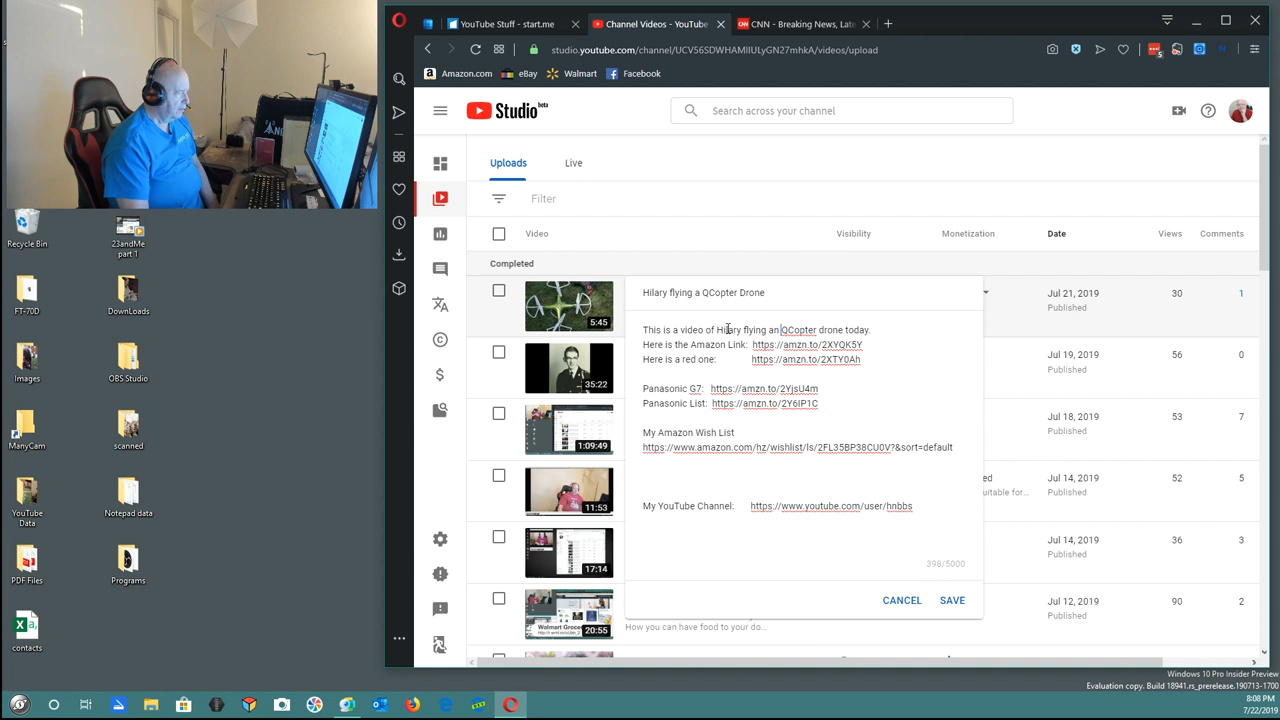 YouTube Stuff - start.me
Channel Videos - YouTube
CNN - Breaking News, Late
studio.youtube.com/channel/UCV56SDWHAMIIULyGN27mhkA/videos/upload
Amazon.com
eBay
Walmart
Facebook
Studio beta
Search across your channel
Uploads
Live
Filter
Video
Visibility
Monetization
Date
Views
Comments
Completed
5:45
Hilary flying a QCopter Drone
Jul 21, 2019
30
1
Published
This is a video of Hilary flying an QCopter drone today.
Here is the Amazon Link: https://amzn.to/2XYQK5Y
Here is a red one: https://amzn.to/2XTY0Ah
Panasonic G7: https://amzn.to/2YjsU4m
Panasonic List: https://amzn.to/2Y6IP1C
My Amazon Wish List
https://www.amazon.com/hz/wishlist/ls/2FL35BP38CU0V?&sort=default
My YouTube Channel: https://www.youtube.com/user/hnbbs
398/5000
CANCEL
SAVE
35:22
Jul 19, 2019
56
0
Published
1:09:49
Jul 18, 2019
53
7
Published
11:53
ed
uitable for...
Jul 14, 2019
52
5
Published
17:14
Jul 14, 2019
36
3
Published
Walmart Groce
20:55
How you can have food to your do...
Jul 12, 2019
90
2
Published
Recycle Bin
23andMe
part 1
FT-70D
DownLoads
Images
OBS Studio
ManyCam
scanned
YouTube
Data
Notepad data
PDF Files
Programs
contacts
Windows 10 Pro Insider Preview
Evaluation copy. Build 18941.rs_prerelease.190713-1700
8:08 PM
7/22/2019